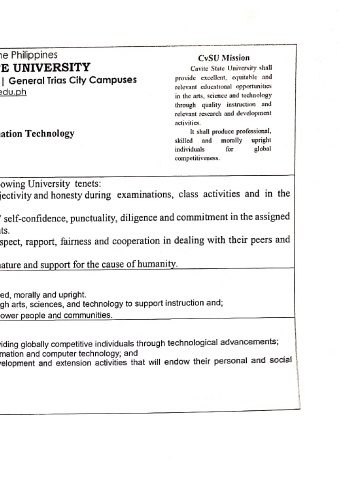 he Philippines
E UNIVERSITY
| General Trias City Campuses
edu.ph
ation Technology
CvSU Mission
Cavite State University shall
provide excellent, equitable and
relevant educational opportunities
in the arts, science and technology
through quality instruction and
relevant research and development
activities.
It shall produce professional,
skilled and morally upright
individuals for global
competitiveness.
owing University tenets:
jectivity and honesty during examinations, class activities and in the
self-confidence, punctuality, diligence and commitment in the assigned
ts.
spect, rapport, fairness and cooperation in dealing with their peers and
ature and support for the cause of humanity.
ed, morally and upright.
gh arts, sciences, and technology to support instruction and;
ower people and communities.
viding globally competitive individuals through technological advancements;
mation and computer technology; and
velopment and extension activities that will endow their personal and social